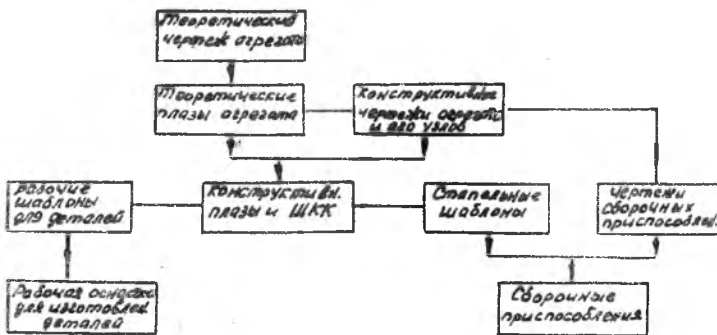 Теоретический
чертеж агрегата
Теоретические
плазы агрегата
Конструктивные
чертежи агрегата
и его узлов
Рабочие
шаблоны
для деталей
Конструктивн.
плазы и ШКК
Стапельные
шаблоны
Чертежи
сборочных
приспособлен.
Рабочая оснастка
для изготовлен
деталей
Сборочные
приспособления